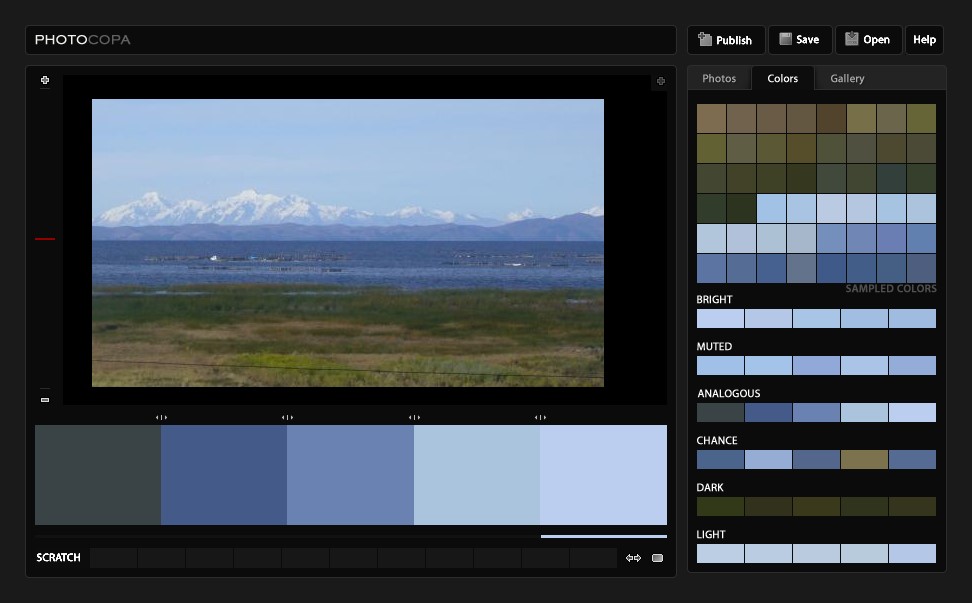 PHOTOCOPA
Publish
Save
Open
Help
Photos
Colors
Gallery
SAMPLED COLORS
BRIGHT
MUTED
ANALOGOUS
CHANCE
DARK
LIGHT
SCRATCH